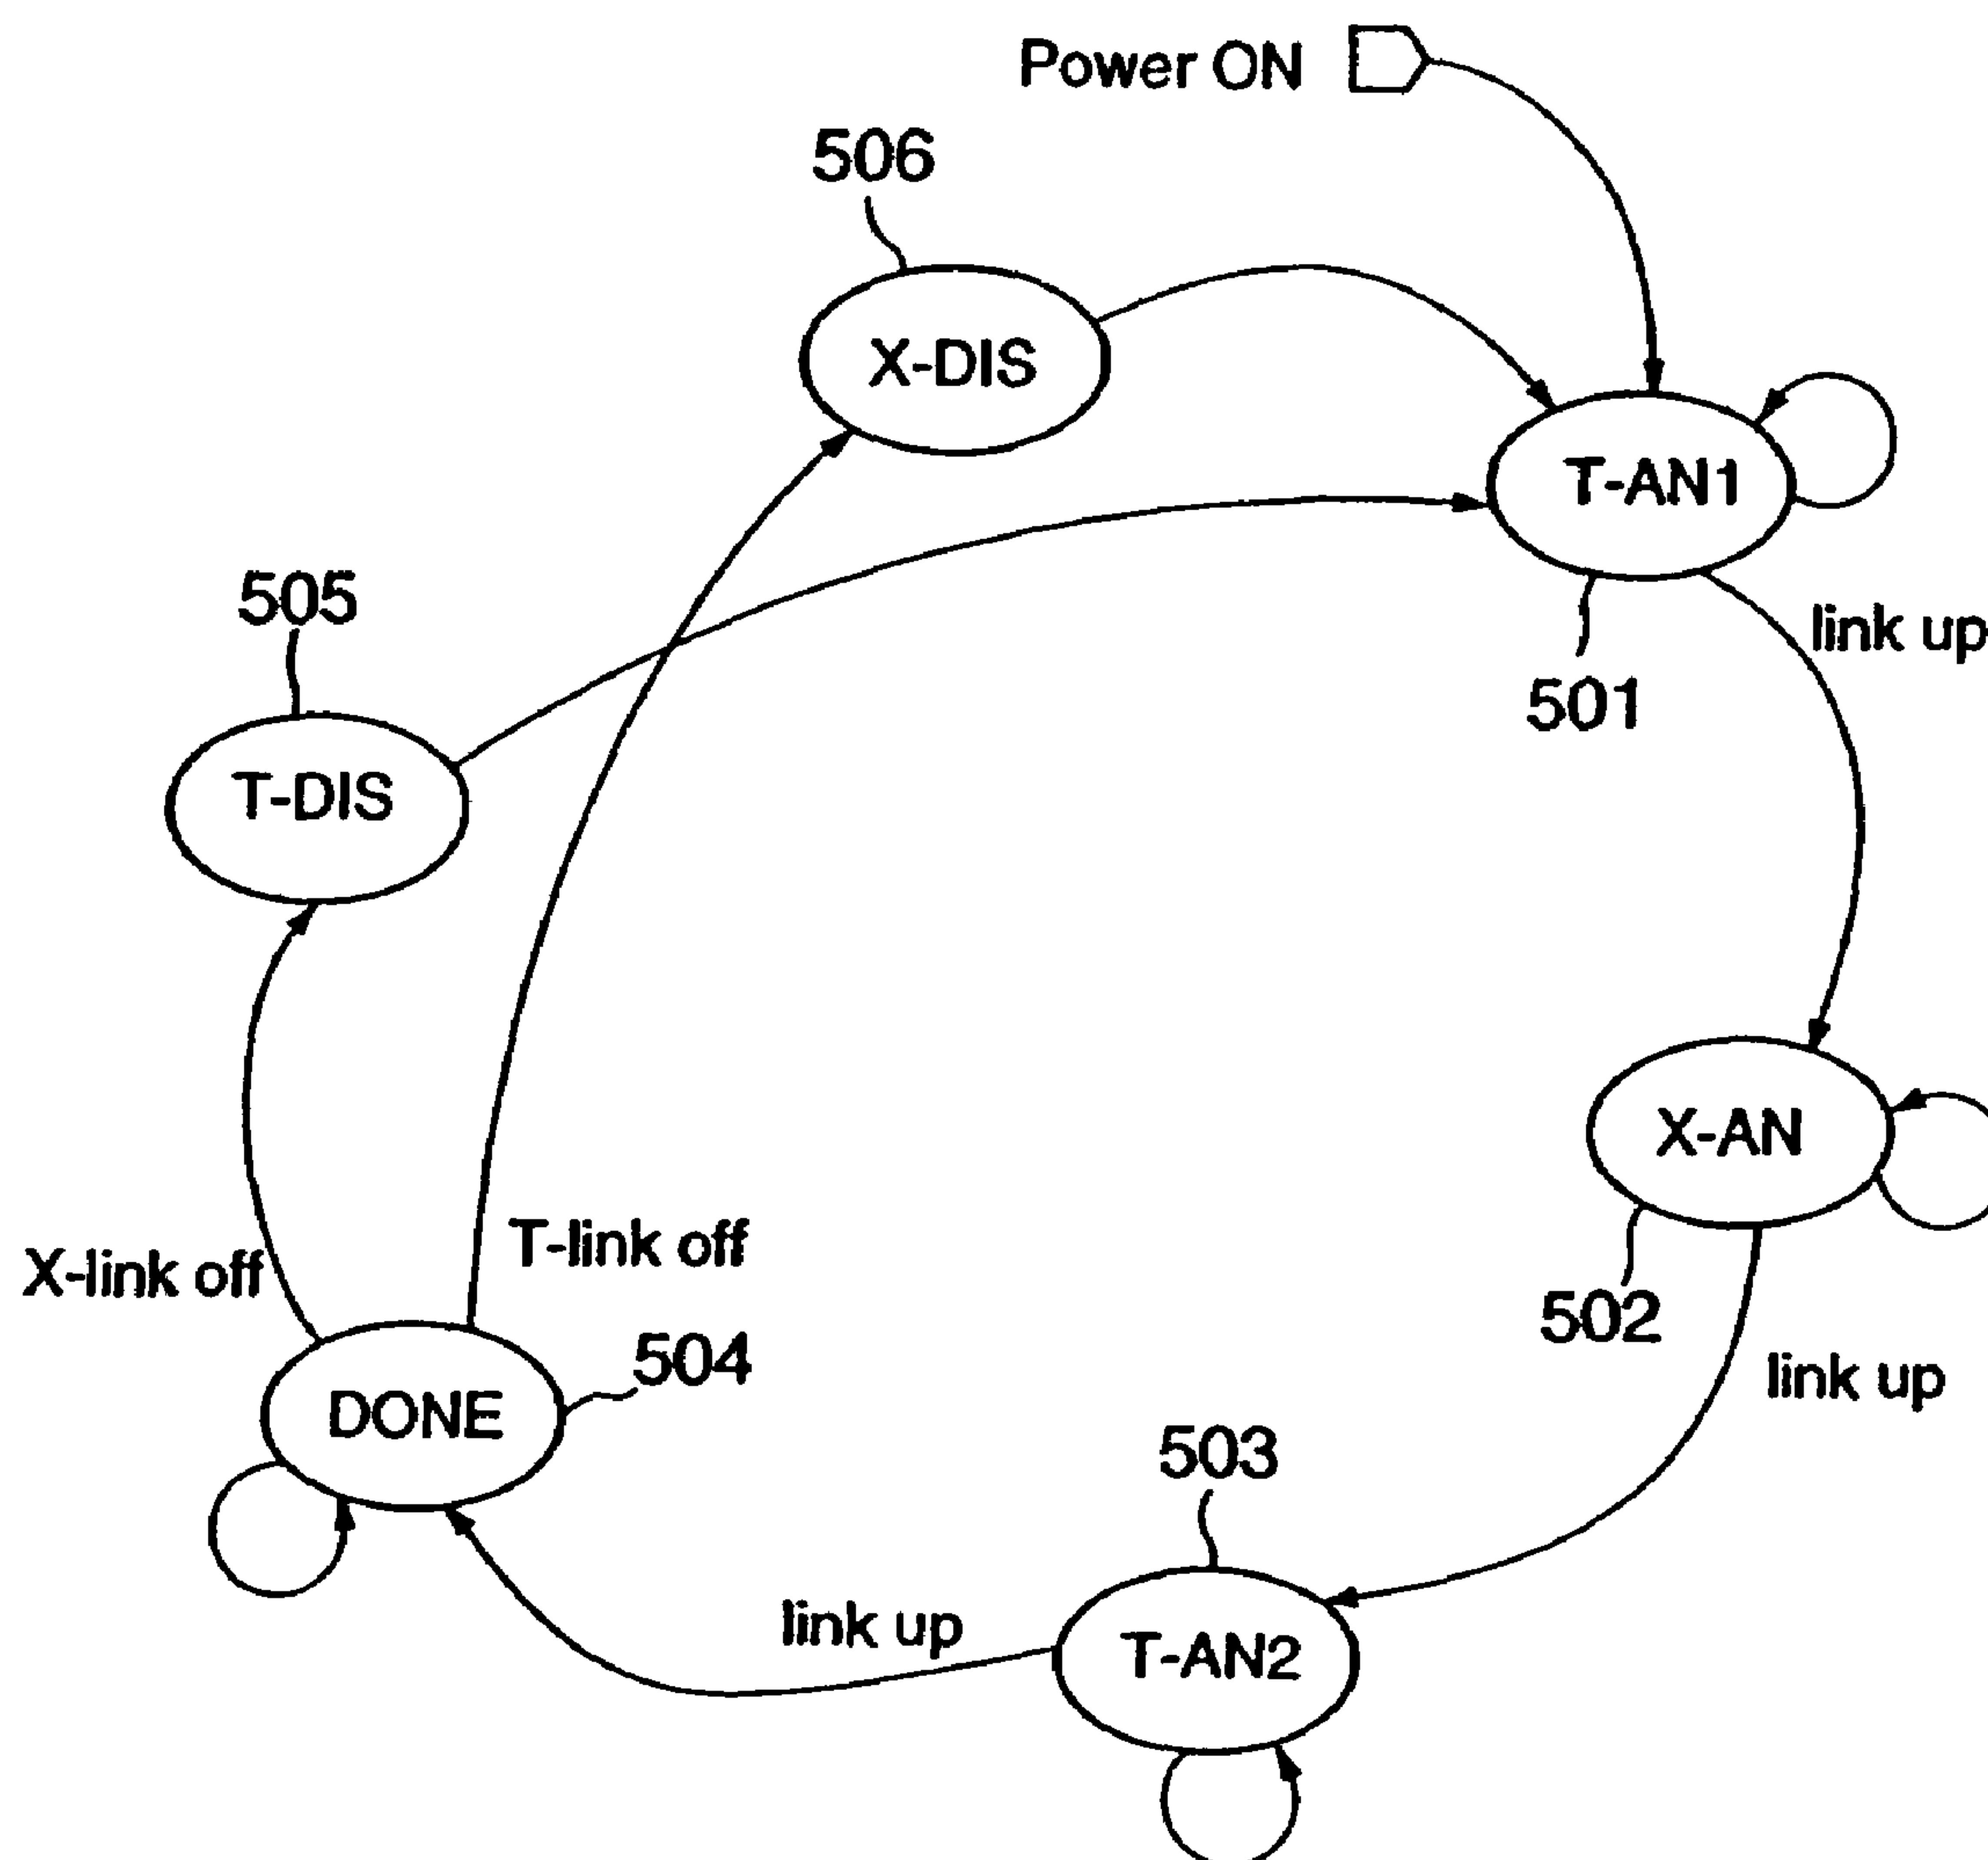 Power ON
506
X-DIS
T-AN1
505
link up
501
T-DIS
X-AN
T-link off
X-link off
502
504
link up
DONE
503
link up
T-AN2